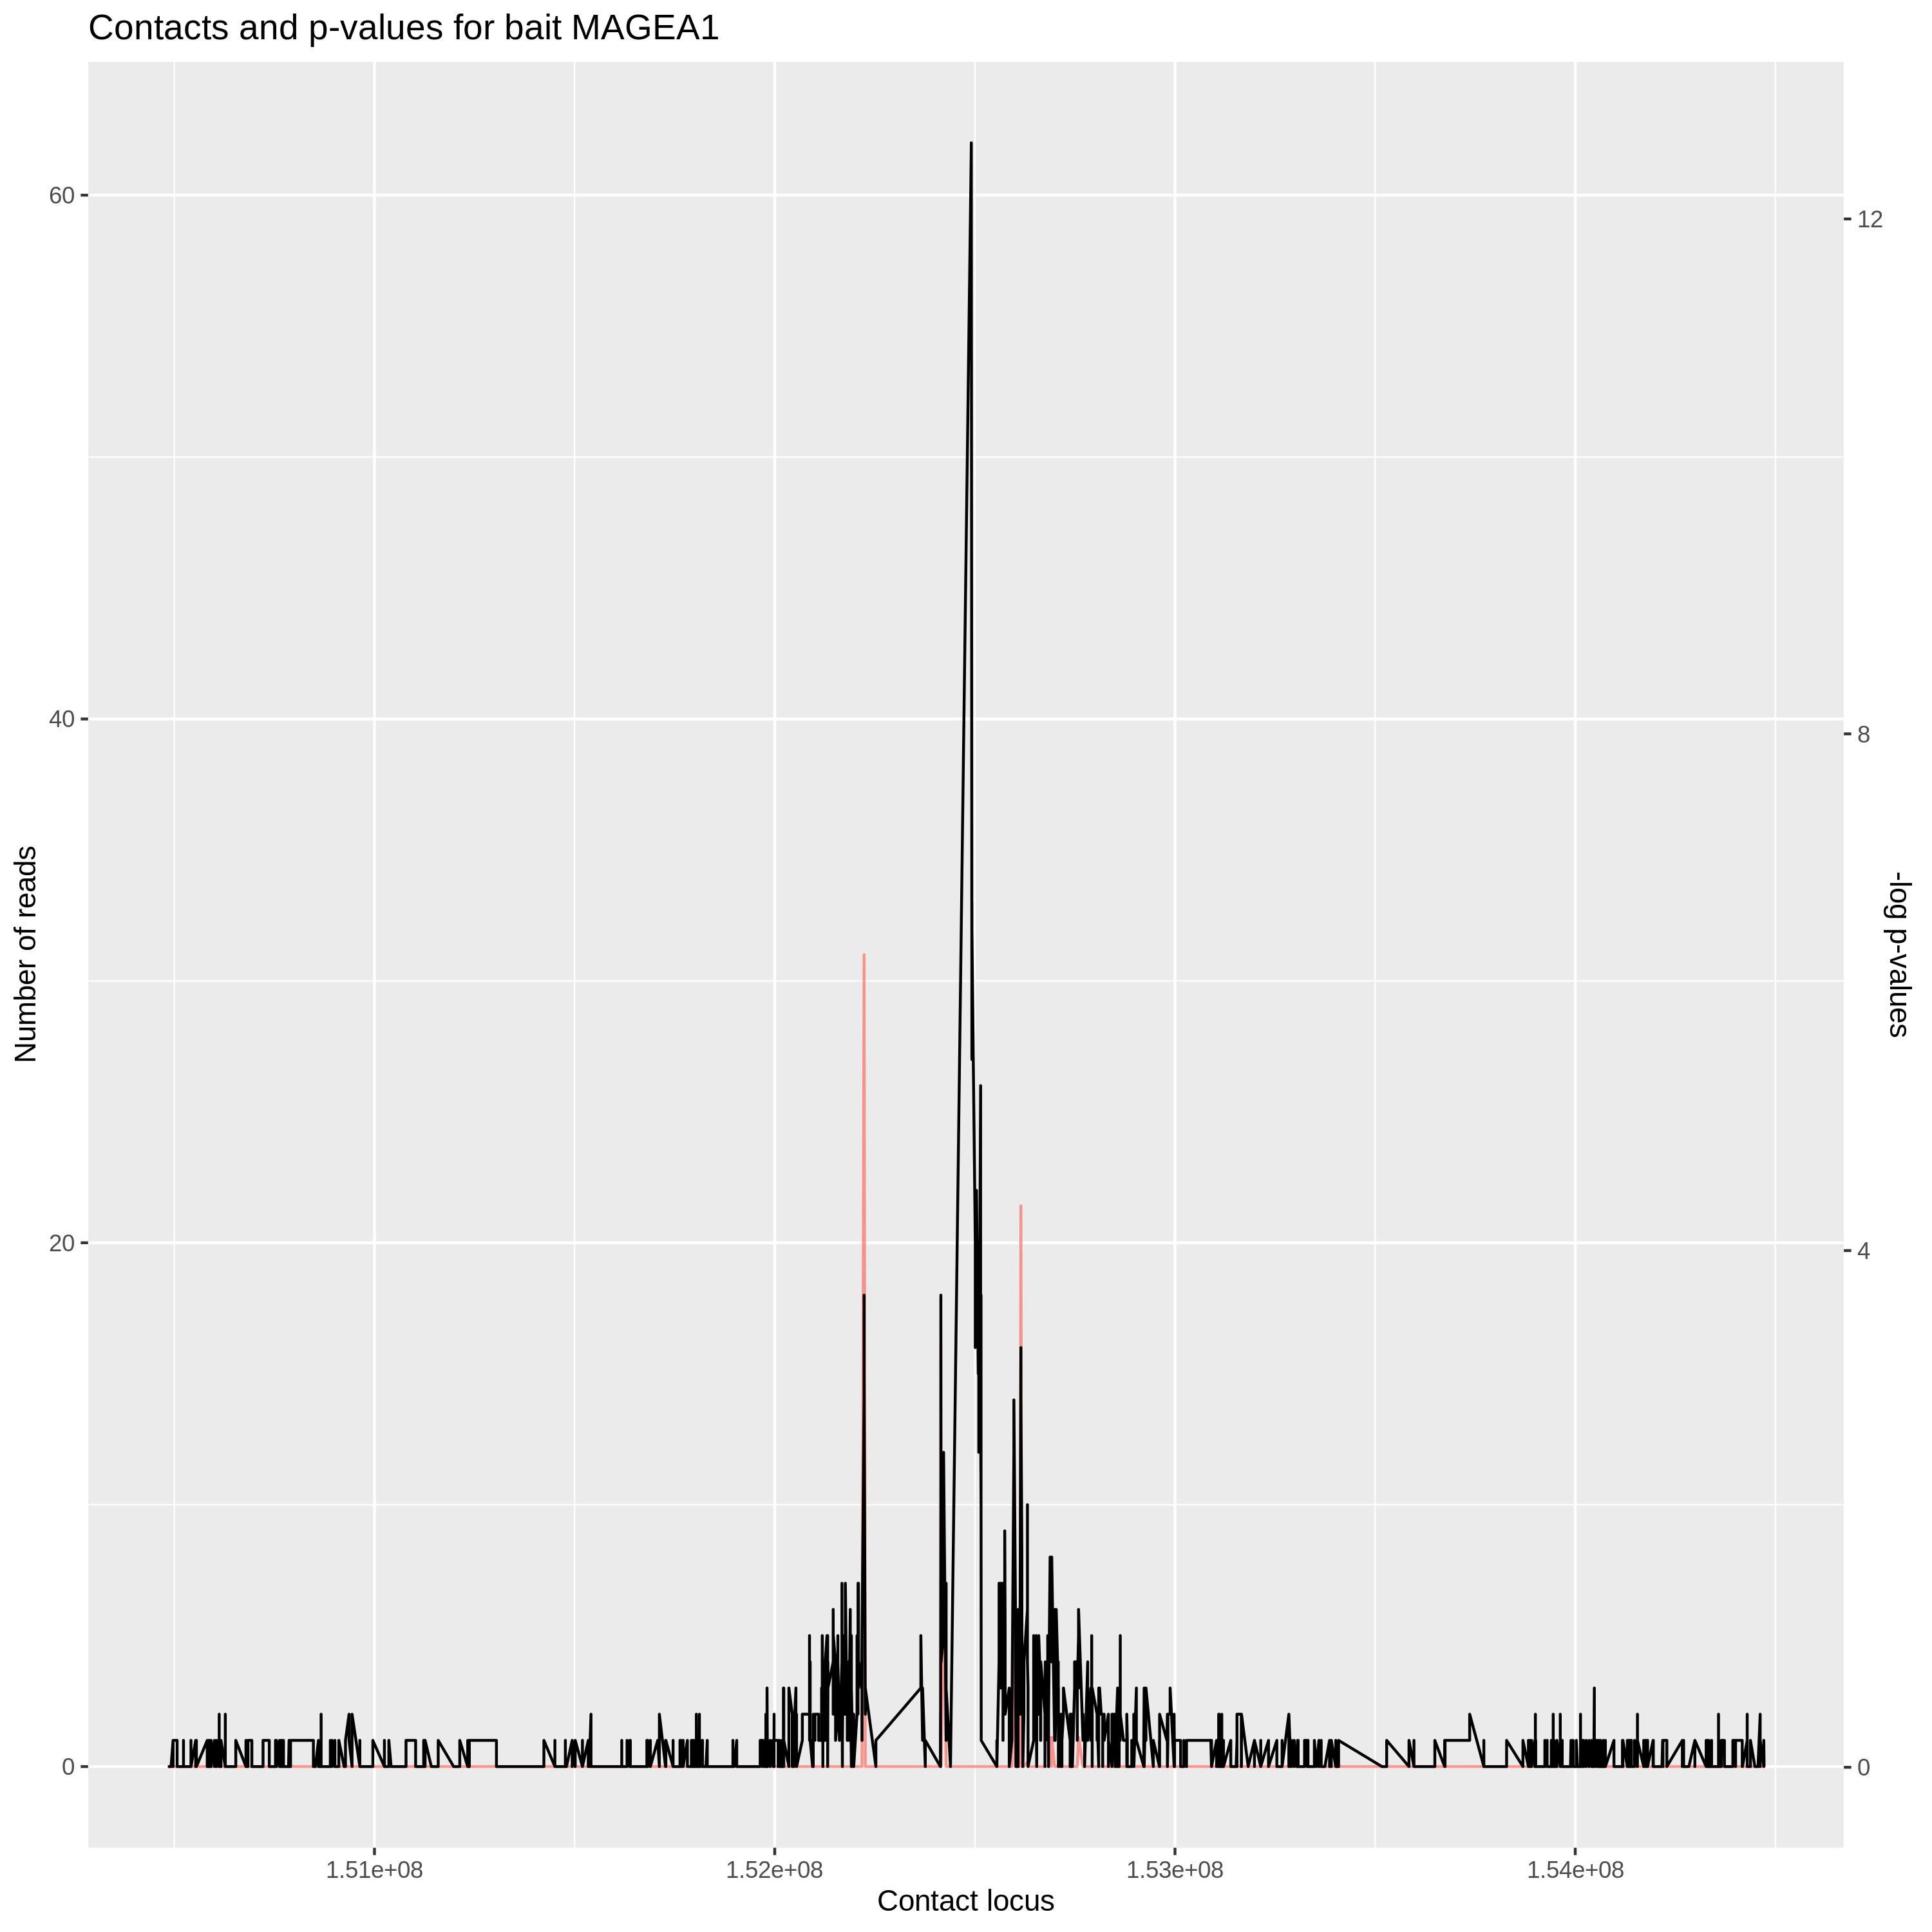 Contacts and p-values for bait MAGEA1
60
40
20
0
Number of reads
12
8
4
0
-log p-values
1.51e+08
1.52e+08
1.53e+08
1.54e+08
Contact locus